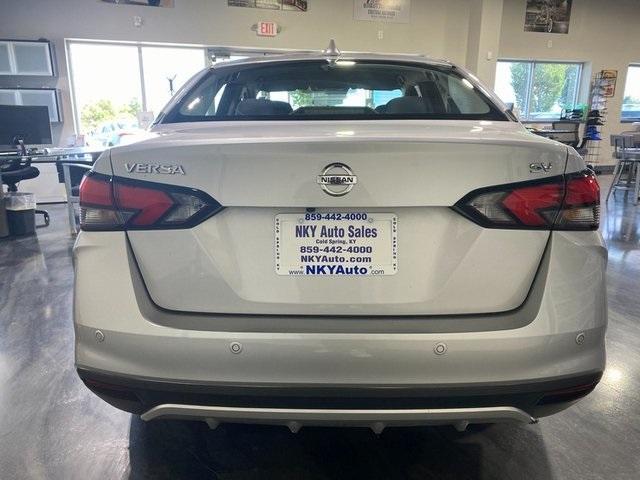 EXIT
VERSA
NISSAN
SV
859-442-4000
NKY Auto Sales
Cold Spring, KY
859-442-4000
NKYAuto.com
NKYAuto.com